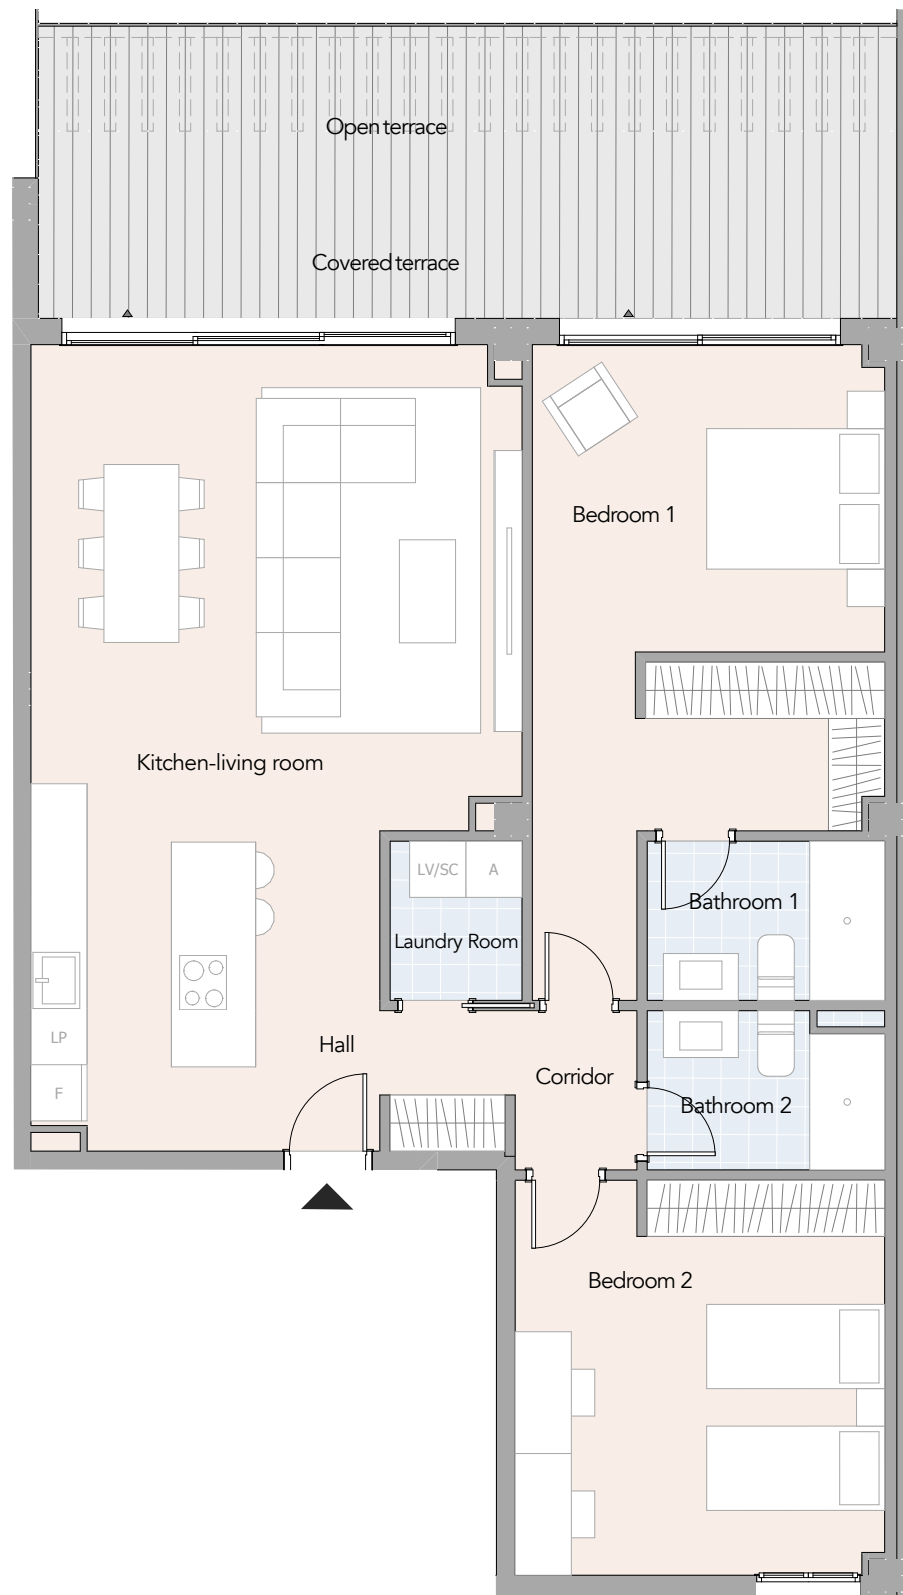 Open terrace
Covered terrace
Bedroom 1
Kitchen-living room
LV/SC
A
Bathroom 1
Laundry Room
LP
Hall
Corridor
F
Bathroom 2
Bedroom 2